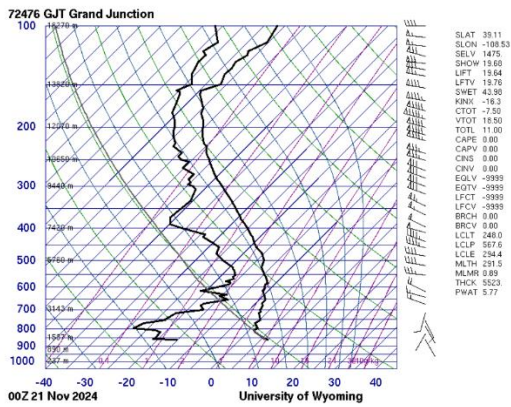 72476 GJT Grand Junction
100
16270 m
13820 m
200
12070 m
300
9440 m
400
7430 m
500
5760 m
600
700
3143 m
800
900
1000
-40 -30 -20 -10 0 10 20 30 40
00Z 21 Nov 2024
University of Wyoming
SLAT 39.11
SLON -108.53
SELV 1475.
SHOW 19.60
LIFT 19.64
LFTV 19.76
SWET 43.98
KINX -16.3
CTOT -7.50
VTOT 18.50
TOTL 11.00
CAPE 0.00
CAPV 0.00
CINS 0.00
CINV 0.00
EQLV -9999
EQTV -9999
LFCT -9999
LFCV -9999
BRCH 0.00
BRCV 0.00
LCLT 248.0
LCLP 567.6
LCLE 294.4
MLTH 291.5
MLMR 0.89
THCK 5523.
PWAT 5.77